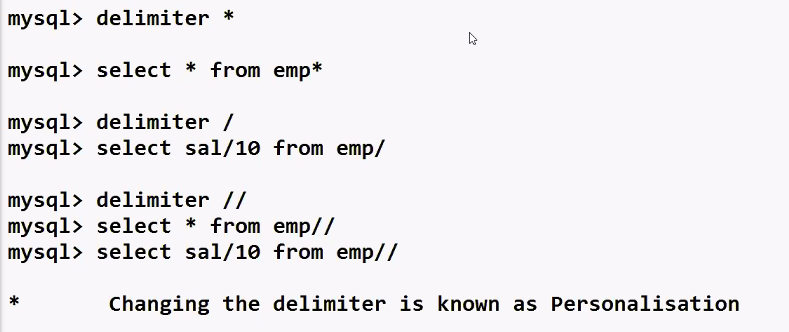 mysql> delimiter *
mysql> select * from emp*
mysql> delimiter /
mysql> select sal/10 from emp/
mysql> delimiter //
mysql> select * from emp//
mysql> select sal/10 from emp//
* Changing the delimiter is known as Personalisation